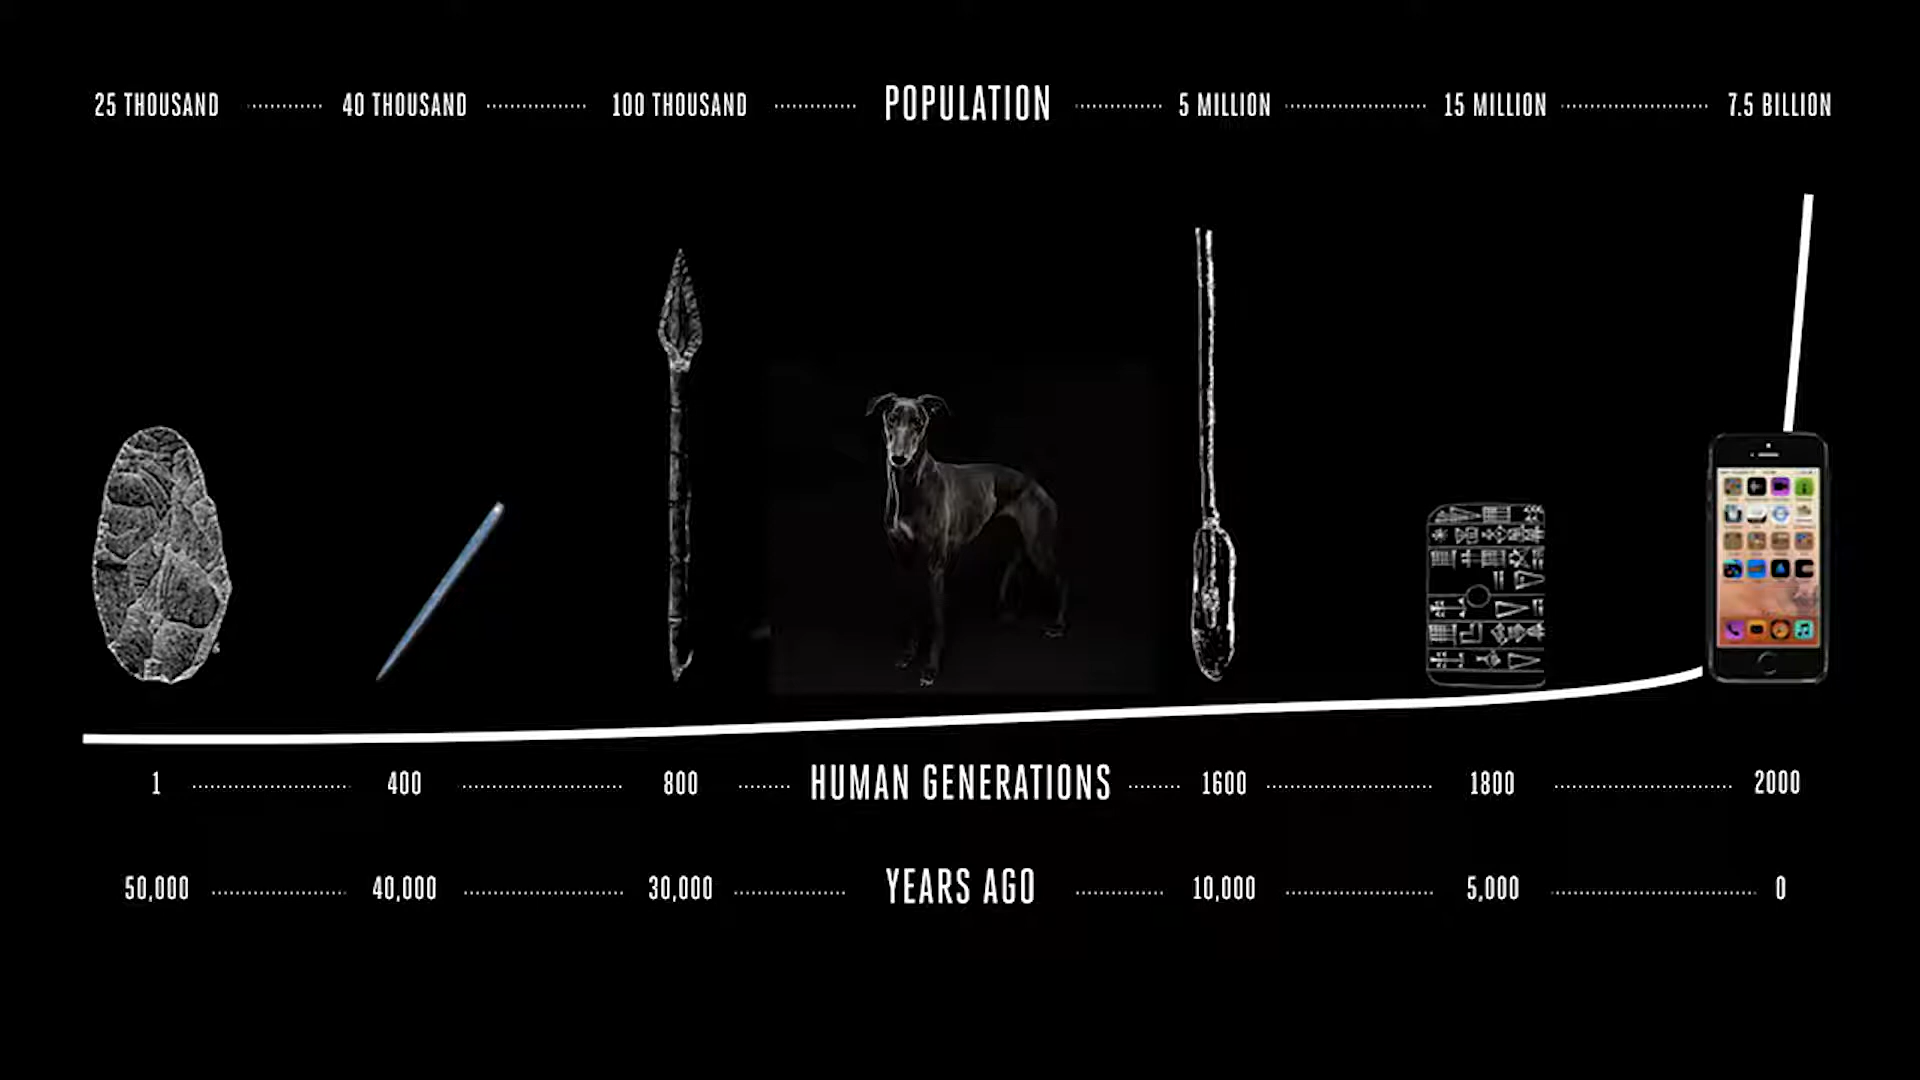 25 THOUSAND 40 THOUSAND 100 THOUSAND POPULATION 5 MILLION 15 MILLION 7.5 BILLION
1 400 800 HUMAN GENERATIONS 1600 1800 2000
50,000 40,000 30,000 YEARS AGO 10,000 5,000 0